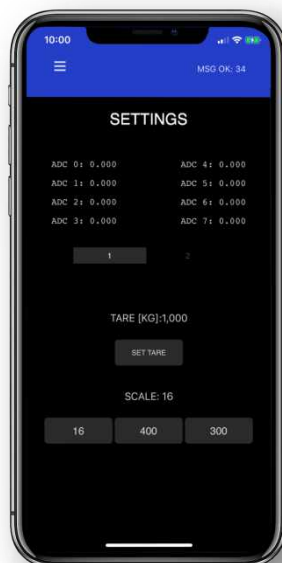 10:00
MSG OK: 34
SETTINGS
ADC 0: 0.000 ADC 4: 0.000
ADC 1: 0.000 ADC 5: 0.000
ADC 2: 0.000 ADC 6: 0.000
ADC 3: 0.000 ADC 7: 0.000
1 2
TARE [KG]:1,000
SET TARE
SCALE: 16
16 400 300